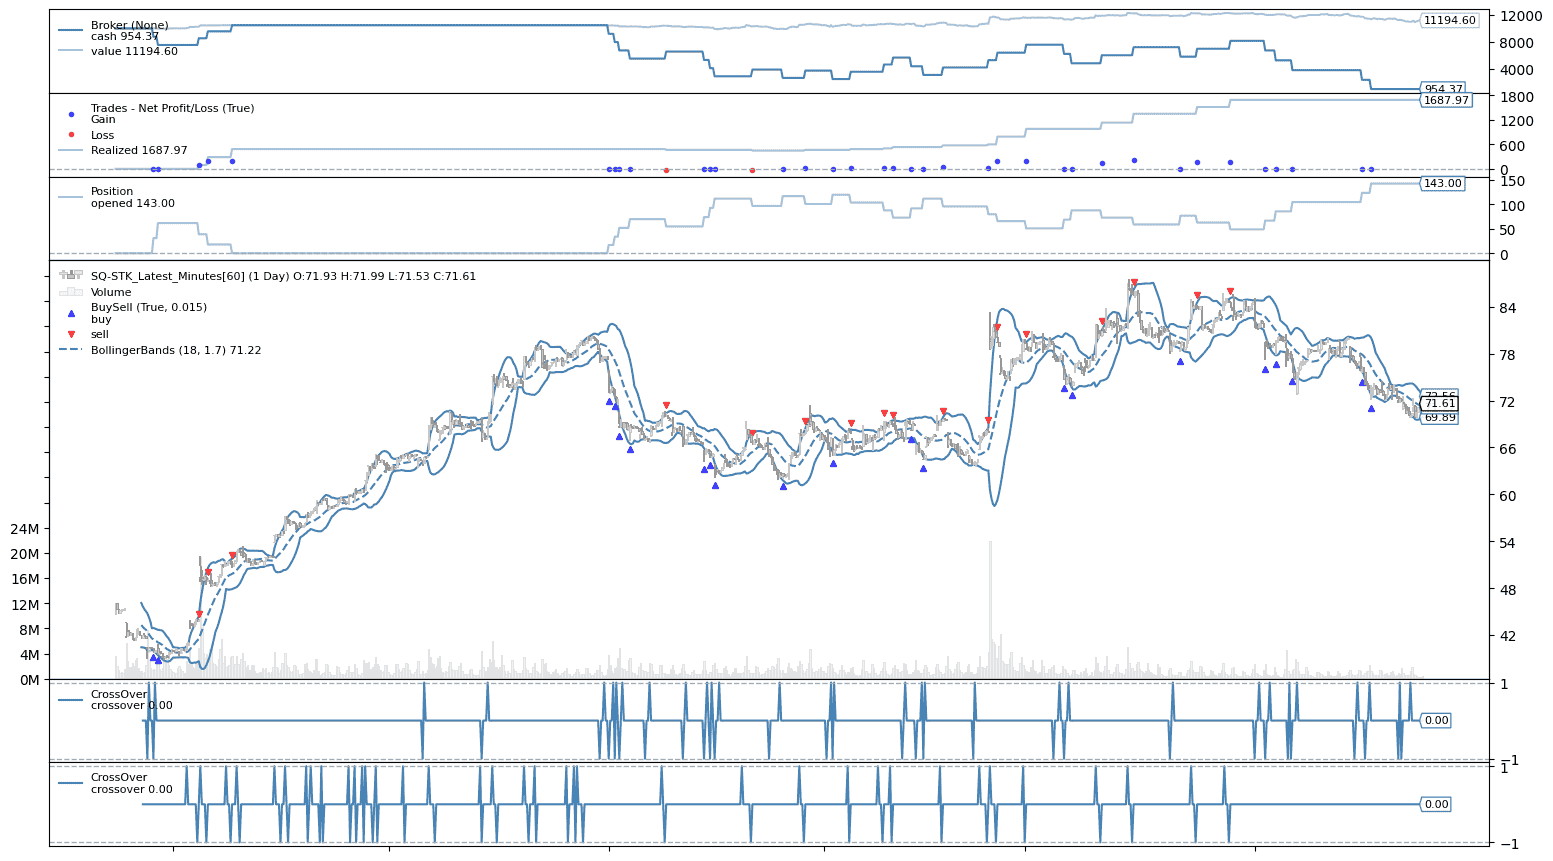 Broker (None)
cash 954.37
value 11194.60
12000
8000
4000
11194.60
954.37
Trades - Net Profit/Loss (True)
Gain
Loss
Realized 1687.97
1800
1200
600
0
1687.97
Position
opened 143.00
150
100
50
0
143.00
SQ-STK_Latest_Minutes[60] (1 Day) O:71.93 H:71.99 L:71.53 C:71.61
Volume
BuySell (True, 0.015)
buy
sell
BollingerBands (18, 1.7) 71.22
84
78
72
66
60
54
48
42
72.56
71.61
69.89
24M
20M
16M
12M
8M
4M
0M
CrossOver
crossover 0.00
1
0.00
−1
CrossOver
crossover 0.00
1
0.00
−1